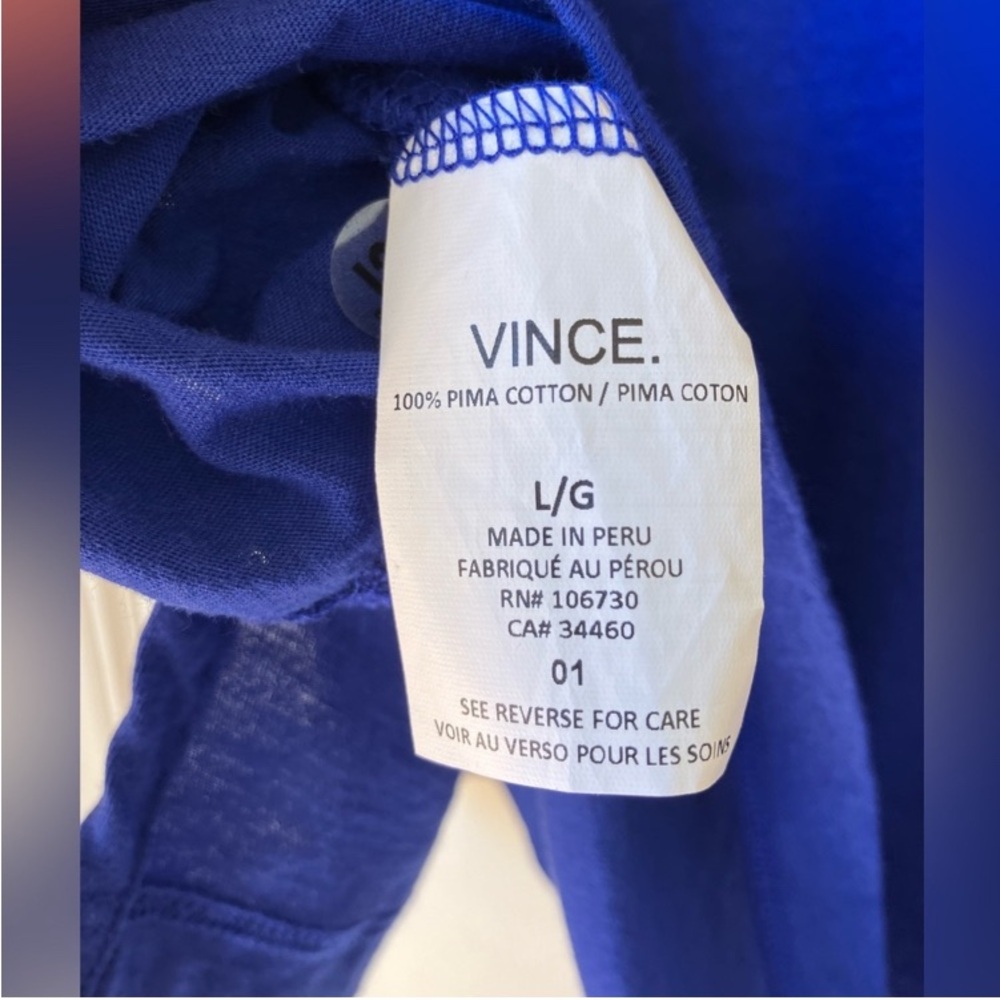 VINCE.
100% PIMA COTTON / PIMA COTON
L/G
MADE IN PERU
FABRIQUÉ AU PÉROU
RN# 106730
CA# 34460
01
SEE REVERSE FOR CARE
VOIR AU VERSO POUR LES SOINS